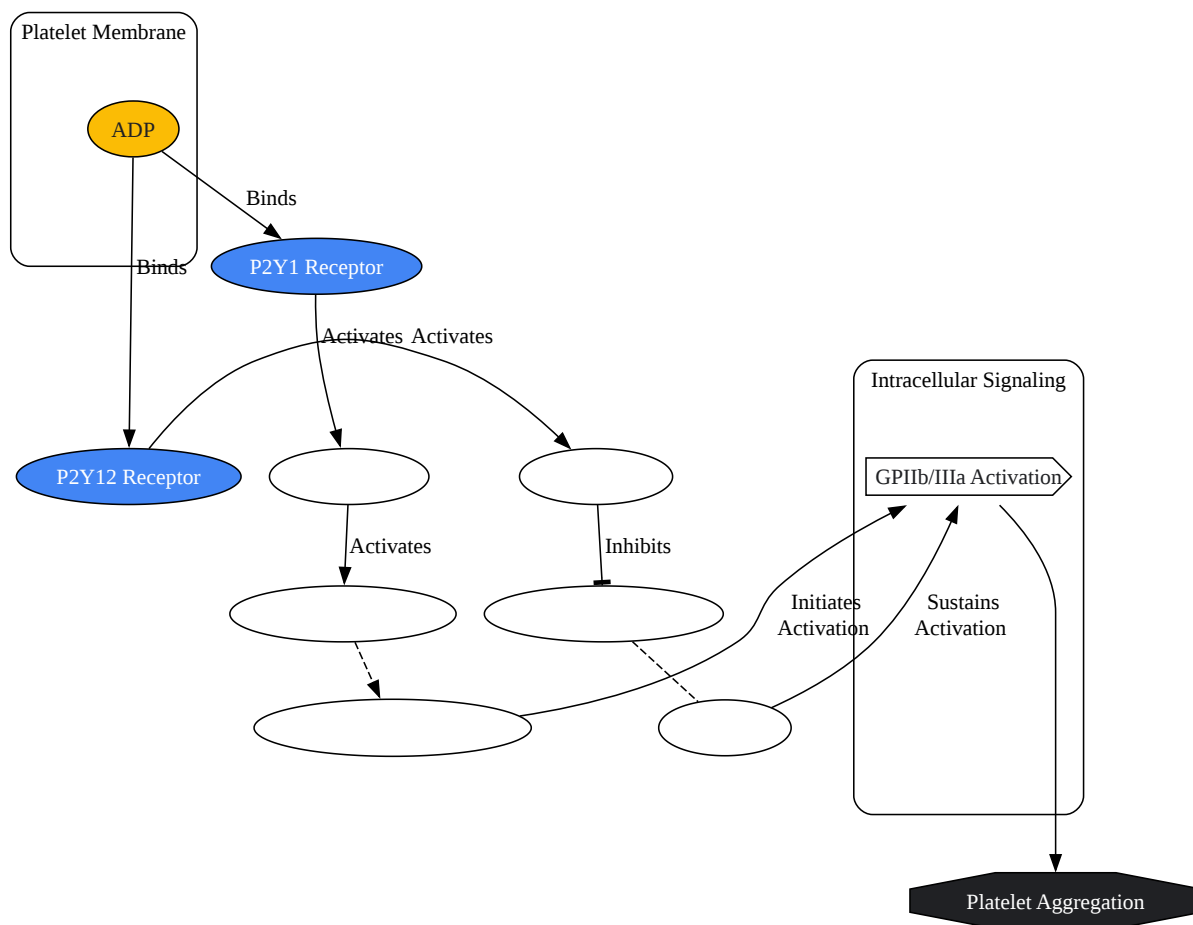 Platelet Membrane
ADP
Binds
Binds
P2Y1 Receptor
Activates
Activates
Intracellular Signaling
P2Y12 Receptor
GPIIb/IIIa Activation
Activates
Inhibits
Initiates
Activation
Sustains
Activation
Platelet Aggregation